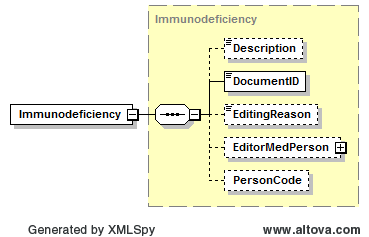 Immunodeficiency
Description
DocumentID
Immunodeficiency
EditingReason
EditorMedPerson
PersonCode
Generated by XMLSpy
www.altova.com